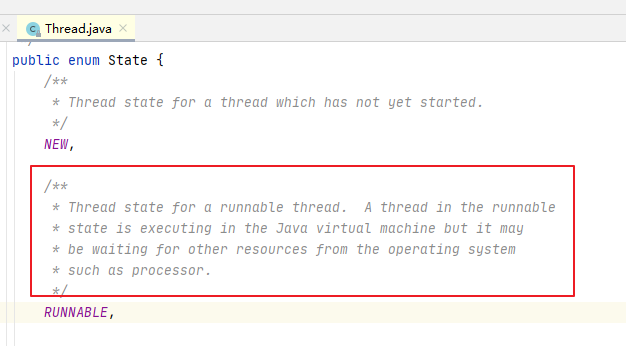 Thread.java
public enum State {
/**
* Thread state for a thread which has not yet started.
*/
NEW,
/**
* Thread state for a runnable thread.  A thread in the runnable
* state is executing in the Java virtual machine but it may
* be waiting for other resources from the operating system
* such as processor.
*/
RUNNABLE,